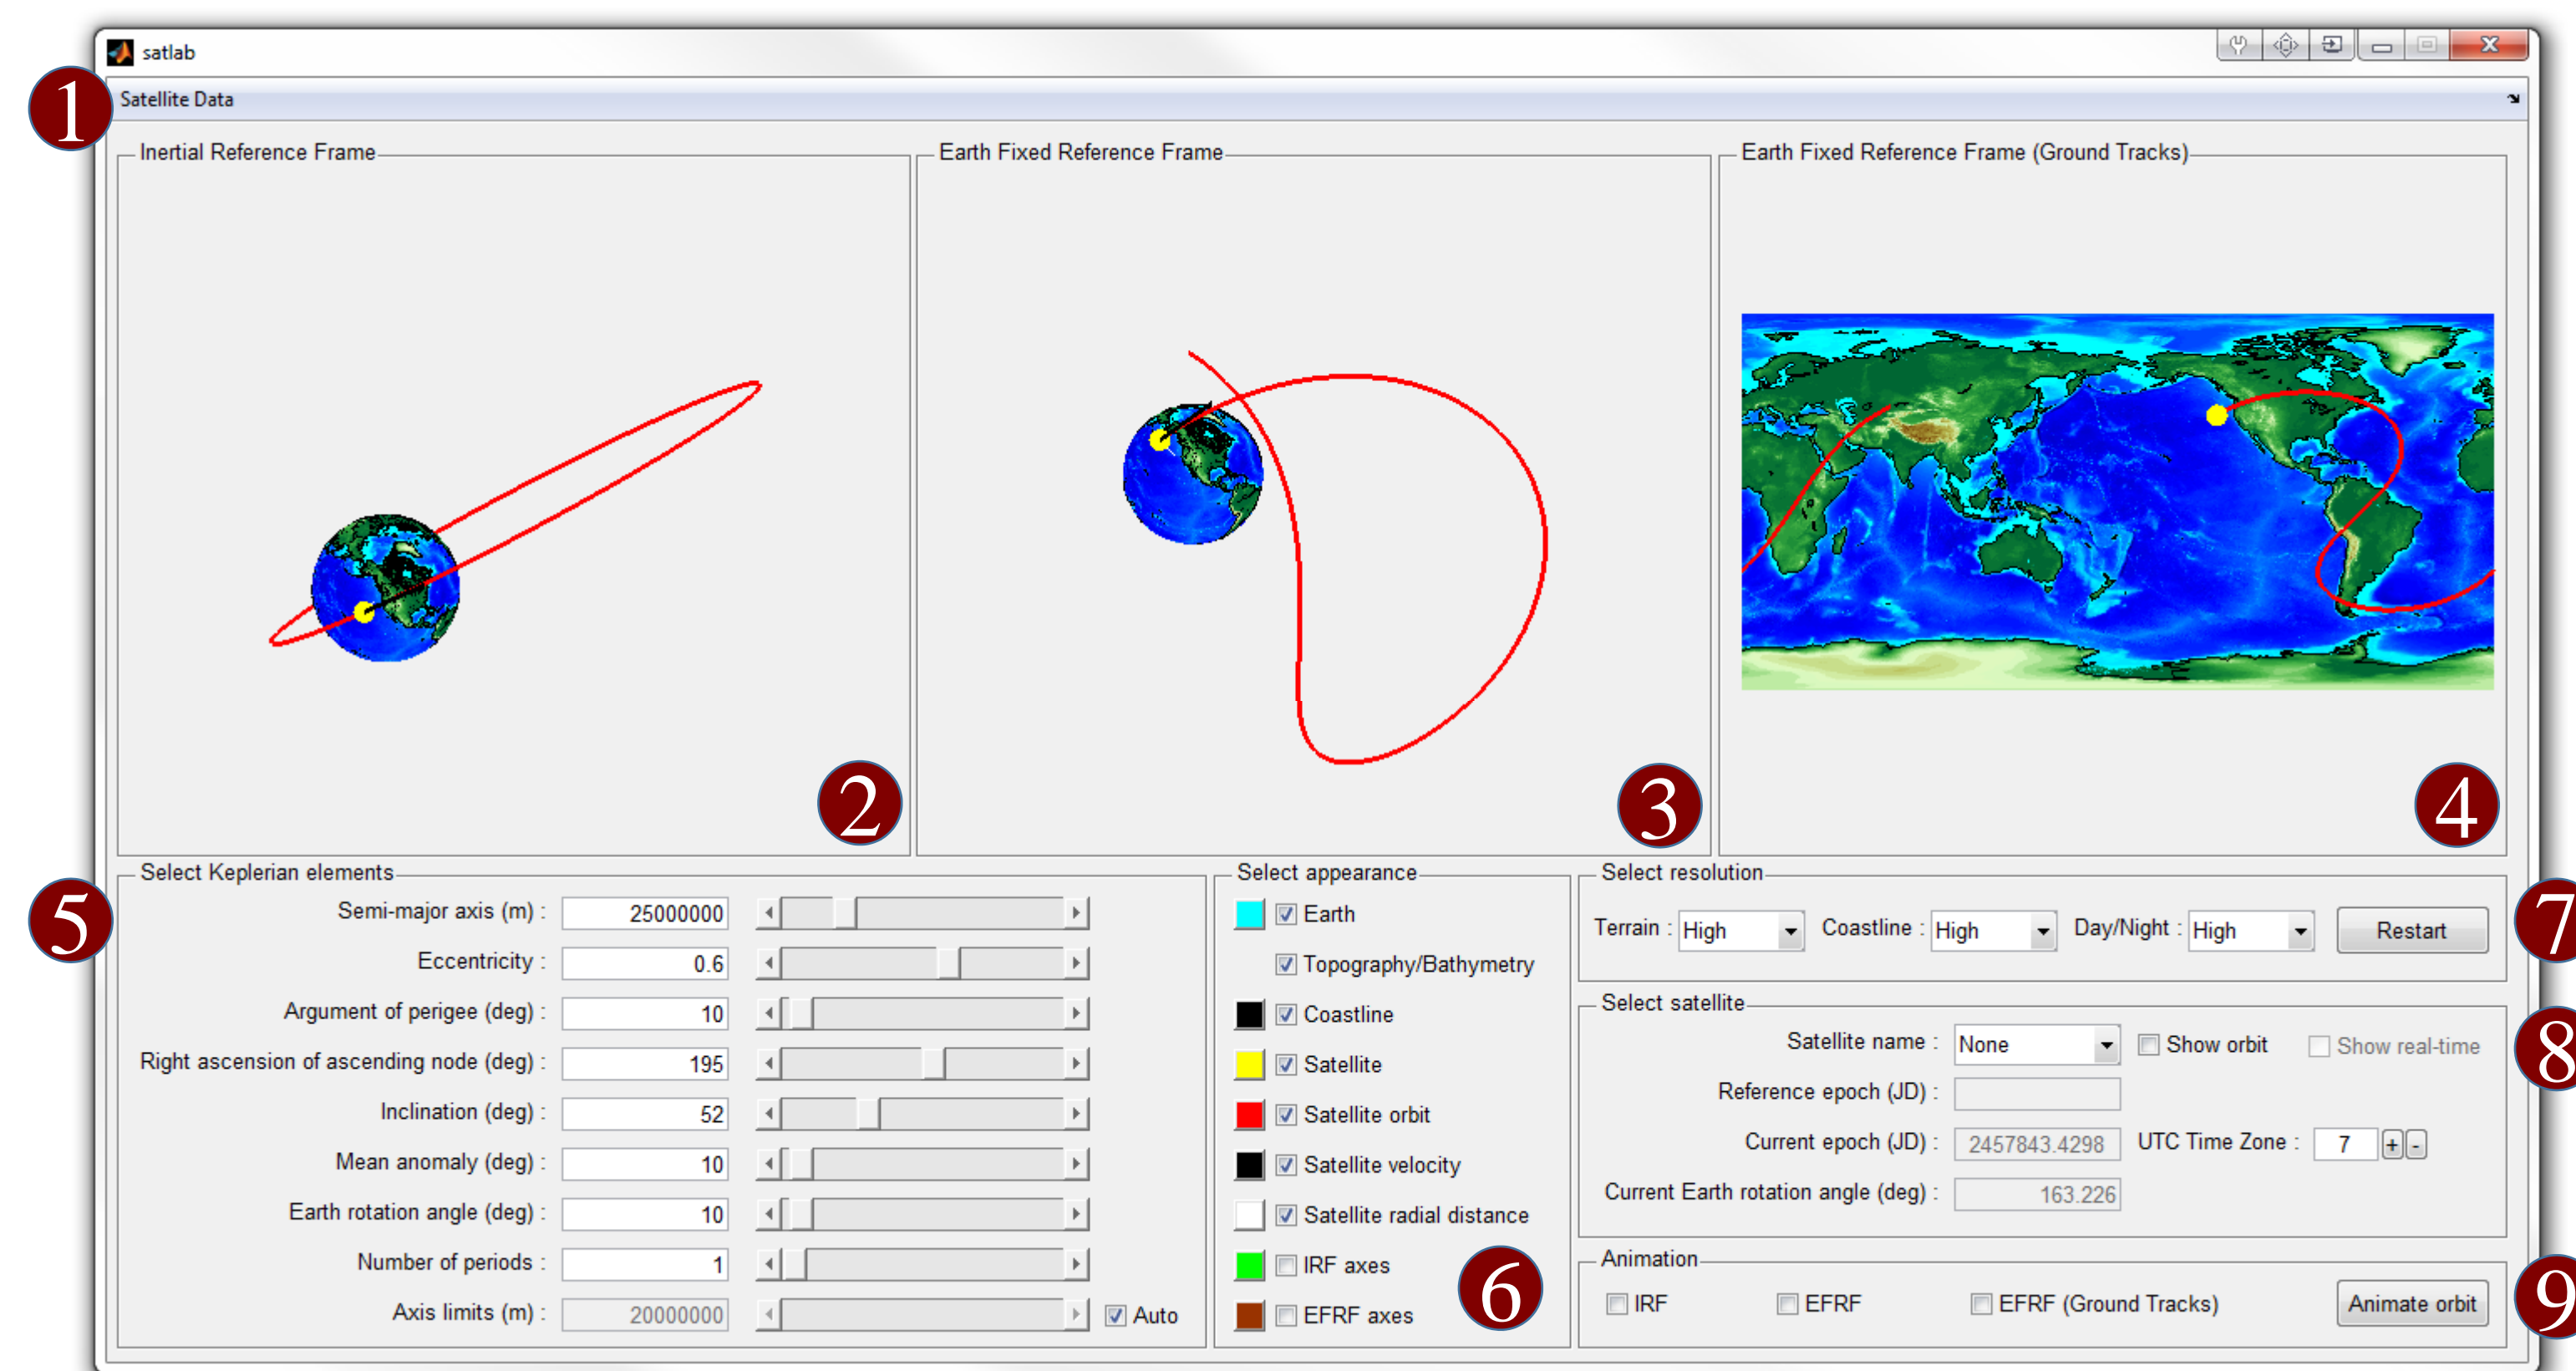 satlab
1
Satellite Data
Inertial Reference Frame
Earth Fixed Reference Frame
Earth Fixed Reference Frame (Ground Tracks)
2
3
4
5
Select Keplerian elements
Semi-major axis (m) : 25000000
Eccentricity : 0.6
Argument of perigee (deg) : 10
Right ascension of ascending node (deg) : 195
Inclination (deg) : 52
Mean anomaly (deg) : 10
Earth rotation angle (deg) : 10
Number of periods : 1
Axis limits (m) : 20000000 Auto
Select appearance
Earth
Topography/Bathymetry
Coastline
Satellite
Satellite orbit
Satellite velocity
Satellite radial distance
IRF axes
EFRF axes
6
Select resolution
Terrain : High Coastline : High Day/Night : High Restart
7
Select satellite
Satellite name : None Show orbit Show real-time
8
Reference epoch (JD) :
Current epoch (JD) : 2457843.4298 UTC Time Zone : 7 + -
Current Earth rotation angle (deg) : 163.226
Animation
IRF EFRF EFRF (Ground Tracks) Animate orbit
9